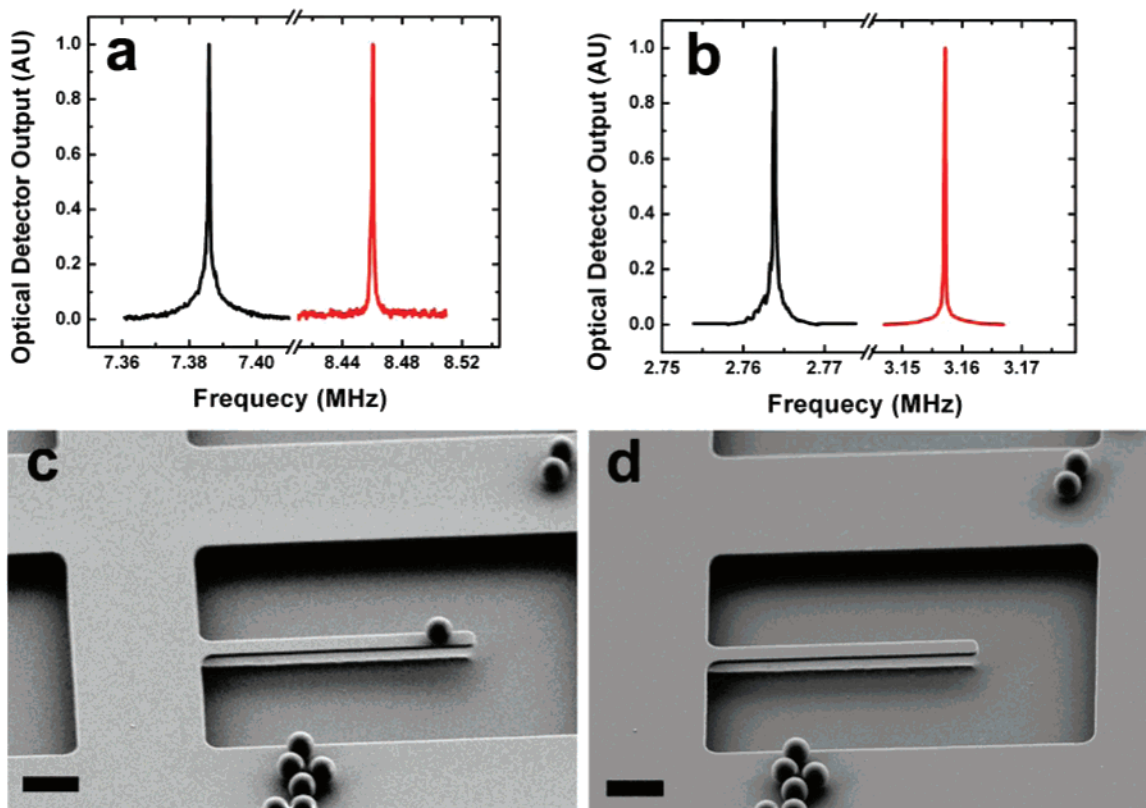 a
Optical Detector Output (AU)
1.0
0.8
0.6
0.4
0.2
0.0
7.36 7.38 7.40 8.44 8.48 8.52
Frequecy (MHz)
b
Optical Detector Output (AU)
1.0
0.8
0.6
0.4
0.2
0.0
2.75 2.76 2.77 3.15 3.16 3.17
Frequecy (MHz)
c
d